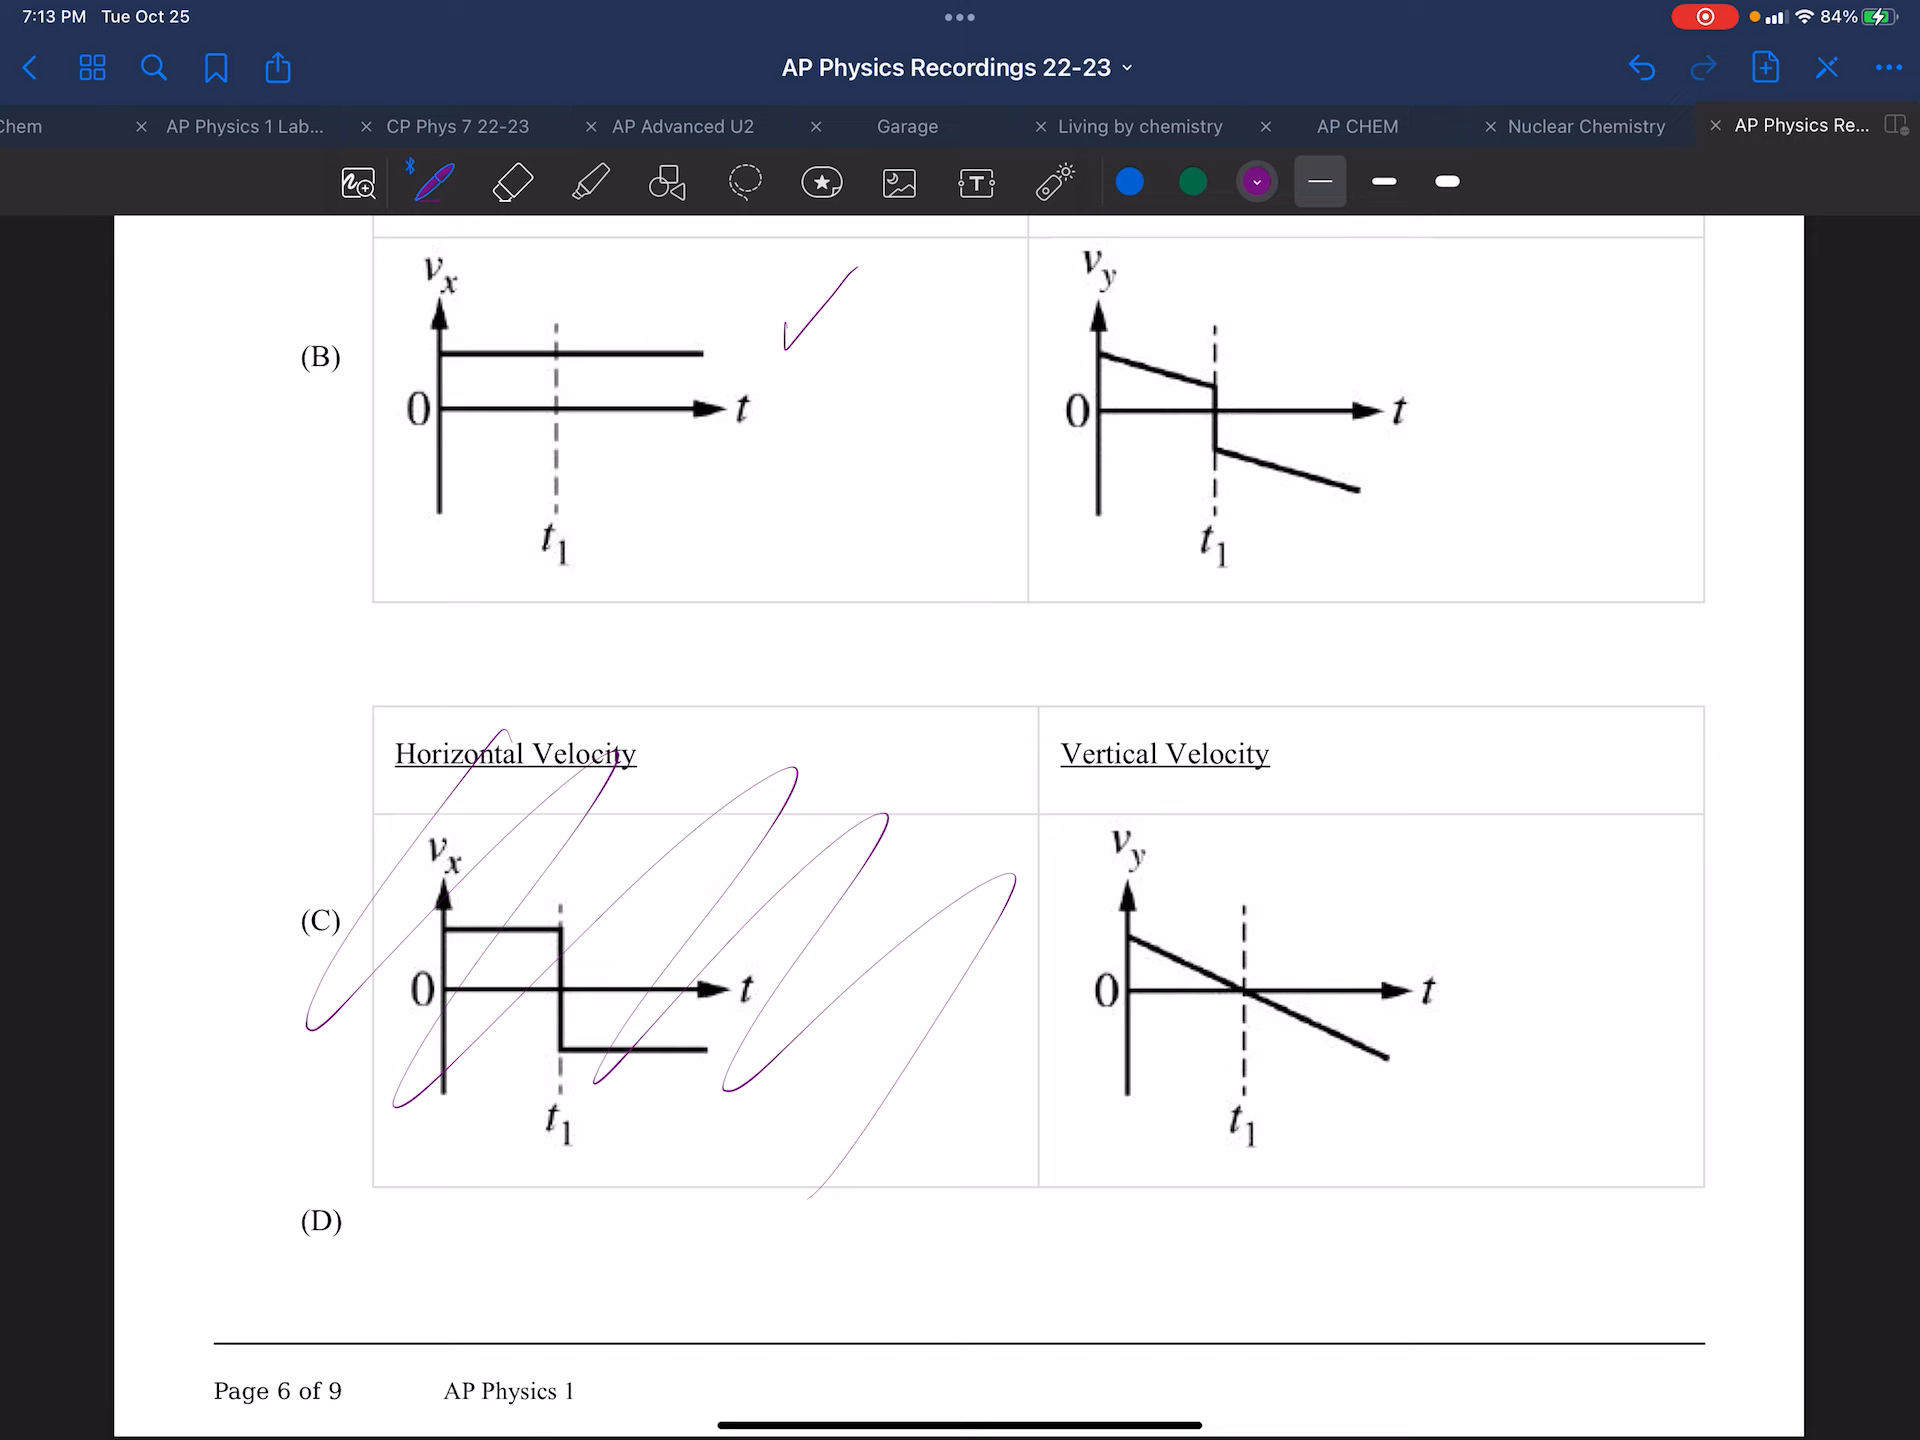 7:13 PM Tue Oct 25
84%
AP Physics Recordings 22-23
Chem
AP Physics 1 Lab...
CP Phys 7 22-23
AP Advanced U2
Garage
Living by chemistry
AP CHEM
Nuclear Chemistry
AP Physics Re...
T
(B)
vx
0
t
t1
vy
0
t
t1
Horizontal Velocity
Vertical Velocity
(C)
vx
0
t
t1
vy
0
t
t1
(D)
Page 6 of 9
AP Physics 1